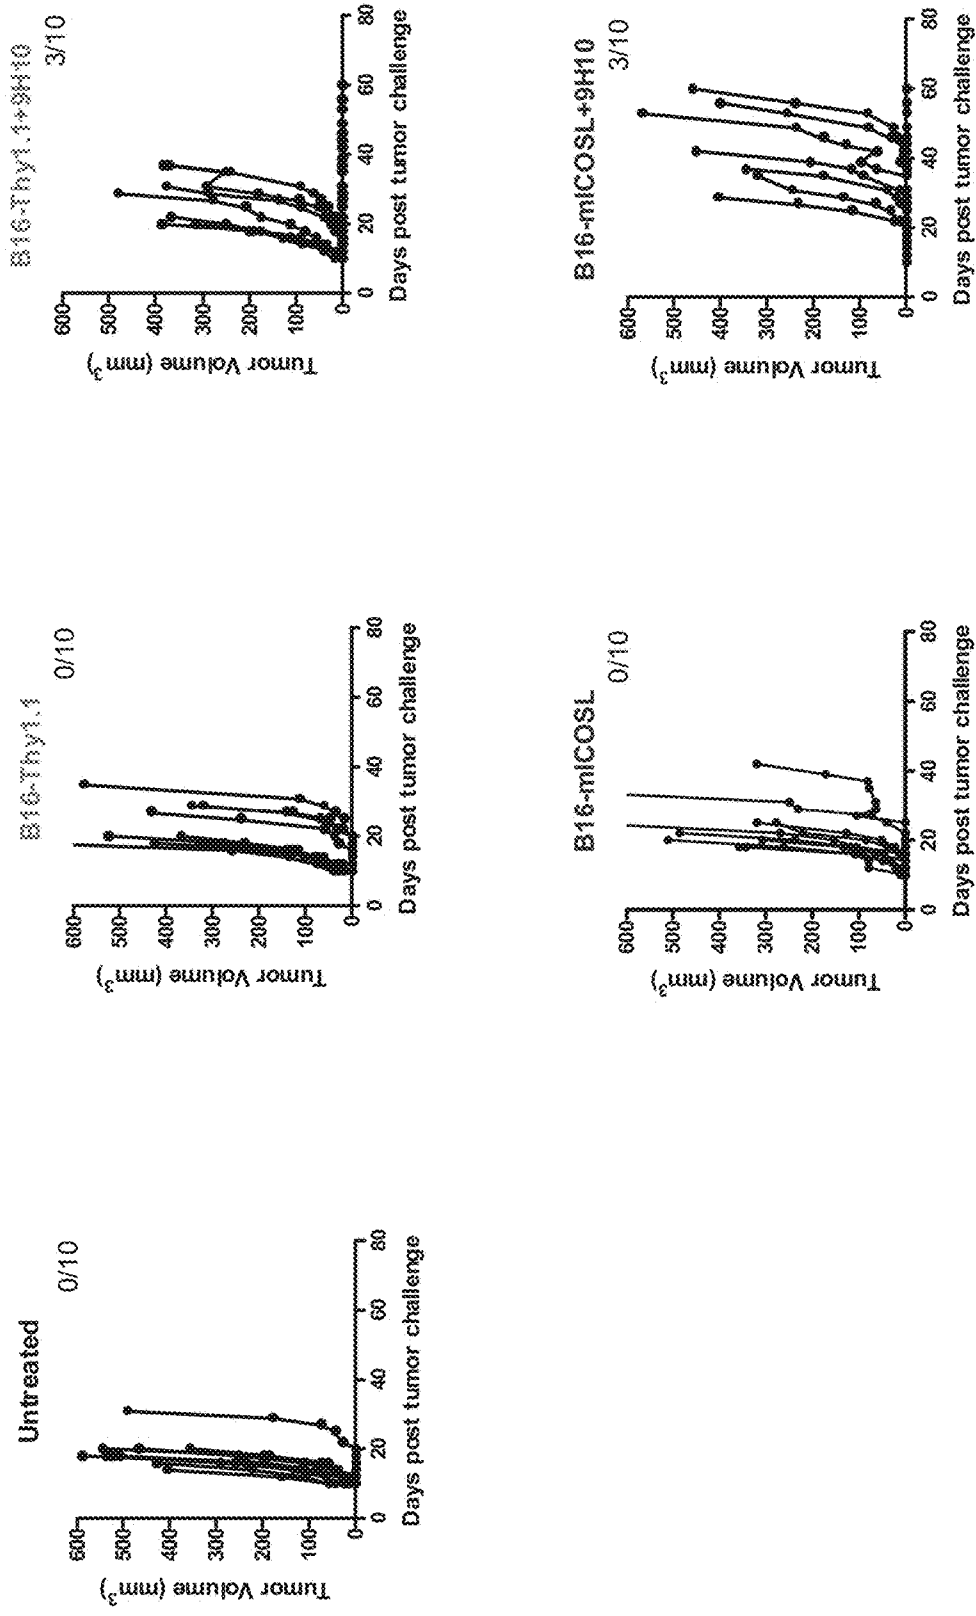 Untreated
0/10
600
500
400
300
200
100
0
Tumor Volume (mm3)
0 20 40 60 80
Days post tumor challenge
B16-Thy1.1
0/10
600
500
400
300
200
100
0
Tumor Volume (mm3)
0 20 40 60 80
Days post tumor challenge
B16-Thy1.1+9H10
3/10
600
500
400
300
200
100
0
Tumor Volume (mm3)
0 20 40 60 80
Days post tumor challenge
B16-mICOSL
0/10
600
500
400
300
200
100
0
Tumor Volume (mm3)
0 20 40 60 80
Days post tumor challenge
B16-mICOSL+9H10
3/10
600
500
400
300
200
100
0
Tumor Volume (mm3)
0 20 40 60 80
Days post tumor challenge